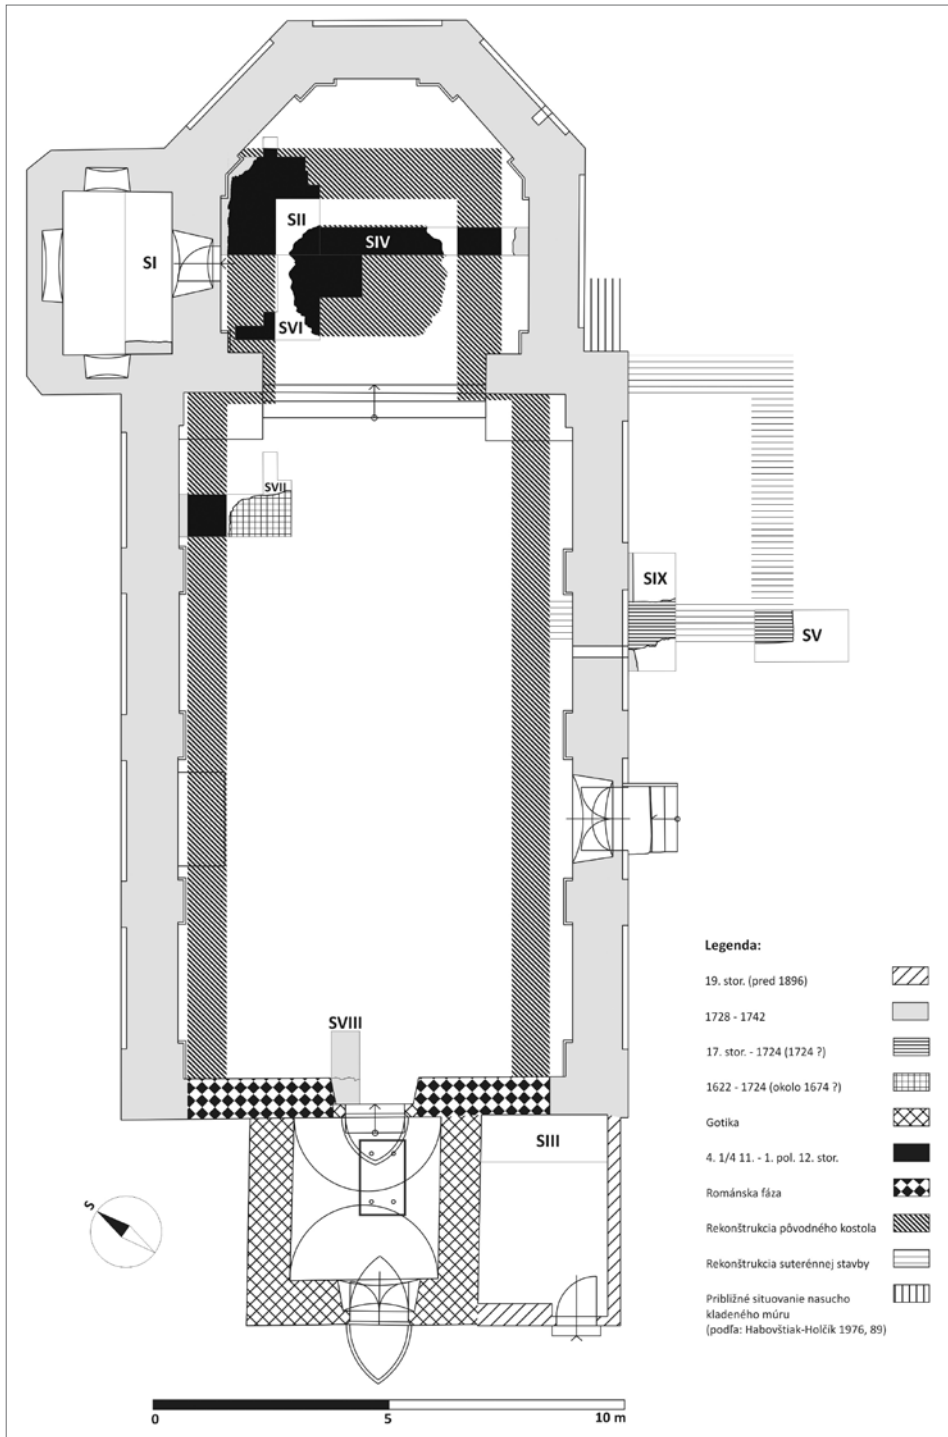 SI
SII
SIV
SVI
SVII
SIX
SV
SVIII
SIII
S
Legenda:
19. stor. (pred 1896)
1728 - 1742
17. stor. - 1724 (1724 ?)
1622 - 1724 (okolo 1674 ?)
Gotika
4. 1/4 11. - 1. pol. 12. stor.
Románska fáza
Rekonštrukcia pôvodného kostola
Rekonštrukcia suterénnej stavby
Približné situovanie nasucho
kladeného múru
(podľa: Habovštiak-Holčík 1976, 89)
0 5 10 m